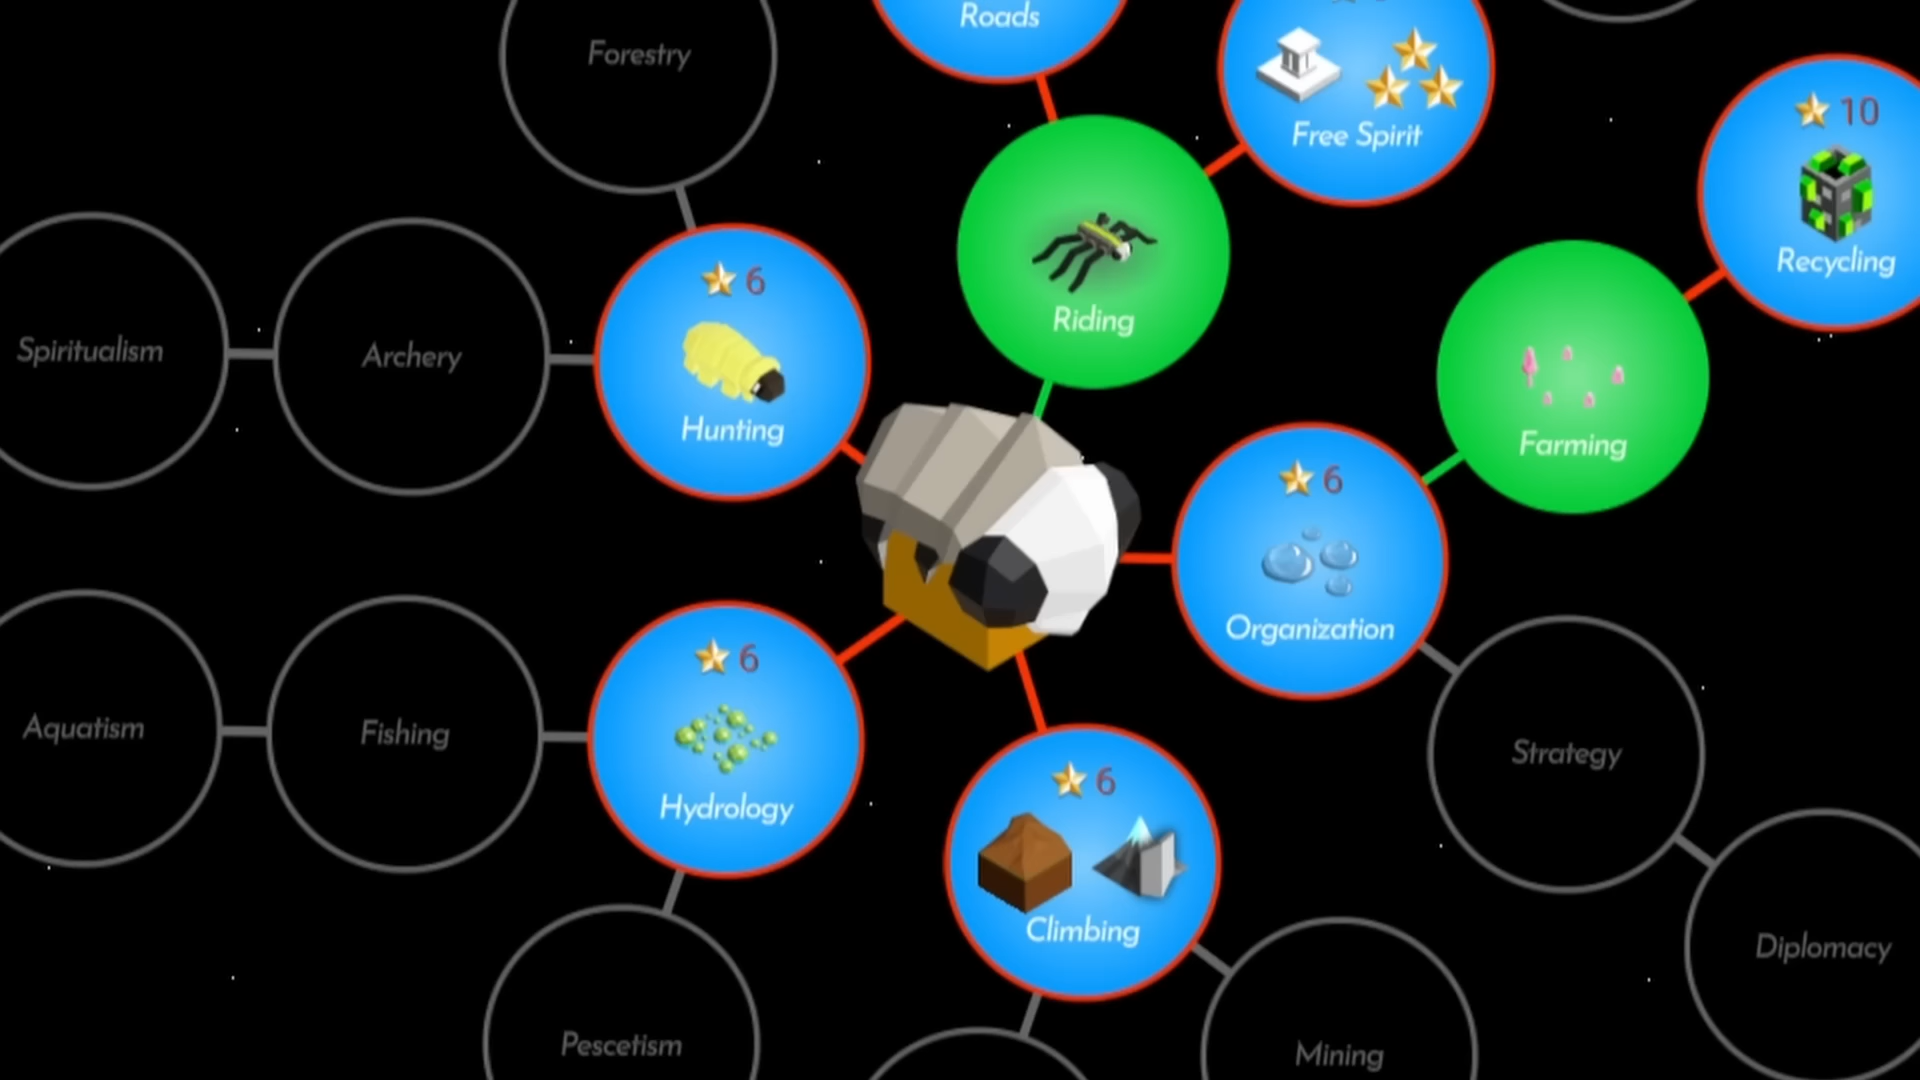 Roads
Forestry
Free Spirit
10
Recycling
Riding
6
Hunting
Spiritualism
Archery
Farming
6
Organization
6
Hydrology
Aquatism
Fishing
Strategy
6
Climbing
Diplomacy
Pescetism
Mining